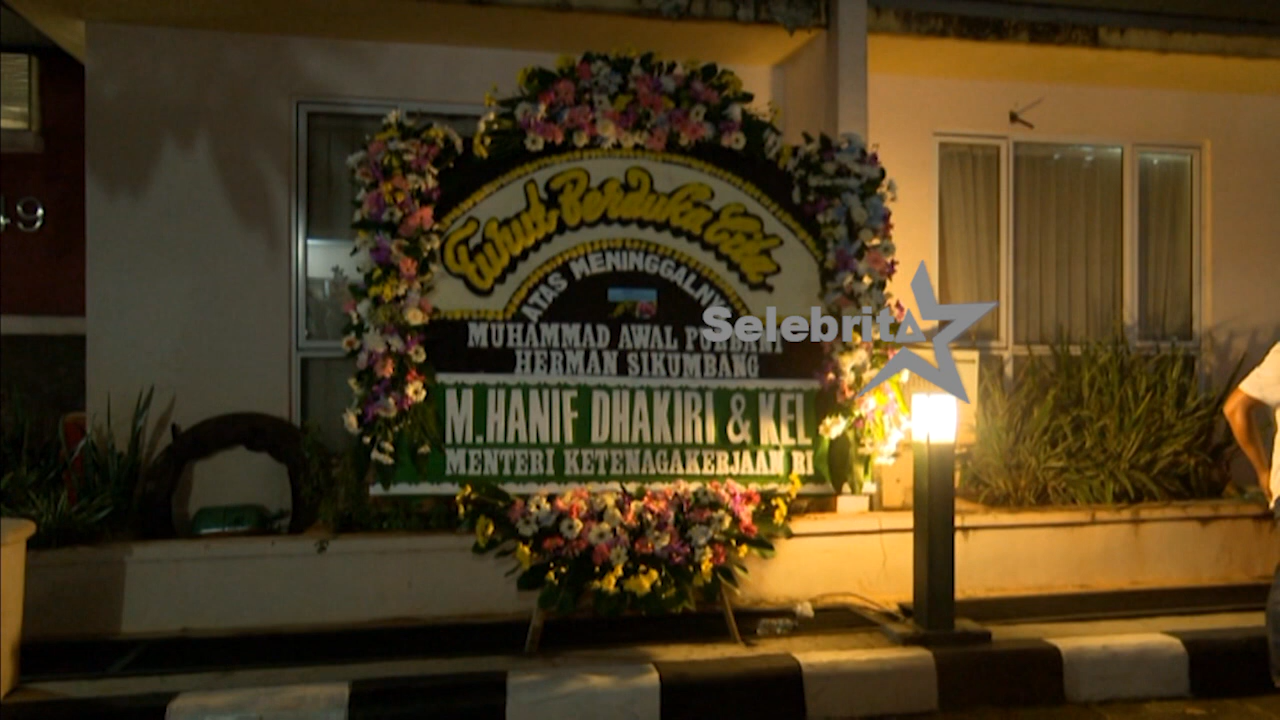 49
Turut Berduka Cita
ATAS MENINGGALNYA
Selebrita
MUHAMMAD AWAL
HERMAN SIKUMBANG
M.HANIF DHAKIRI & KEL
MENTERI KETENAGAKERJAAN RI